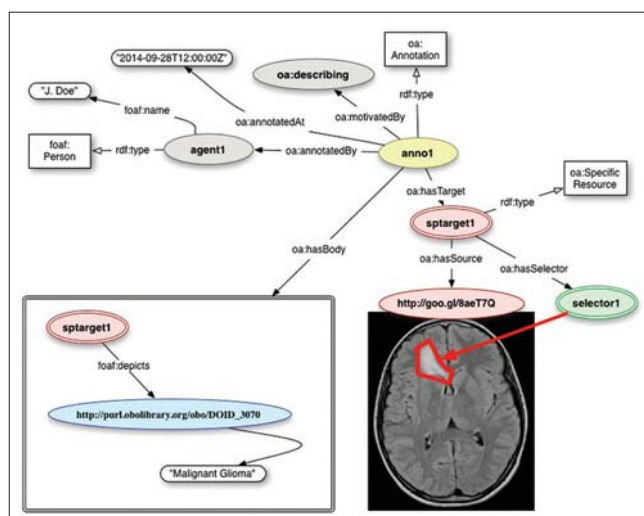 "2014-09-28T12:00:00Z"
oa:
Annotation
oa:describing
"J. Doe"
rdf:type
foaf:name
oa:annotatedAt
oa:motivatedBy
foaf:
Person
rdf:type
agent1
oa:annotatedBy
anno1
oa:Specific
Resource
oa:hasTarget
rdf:type
sptarget1
oa:hasBody
oa:hasSource
oa:hasSelector
sptarget1
http://goo.gl/8aeT7Q
selector1
foaf:depicts
http://purl.obolibrary.org/obo/DOID_3070
"Malignant Glioma"